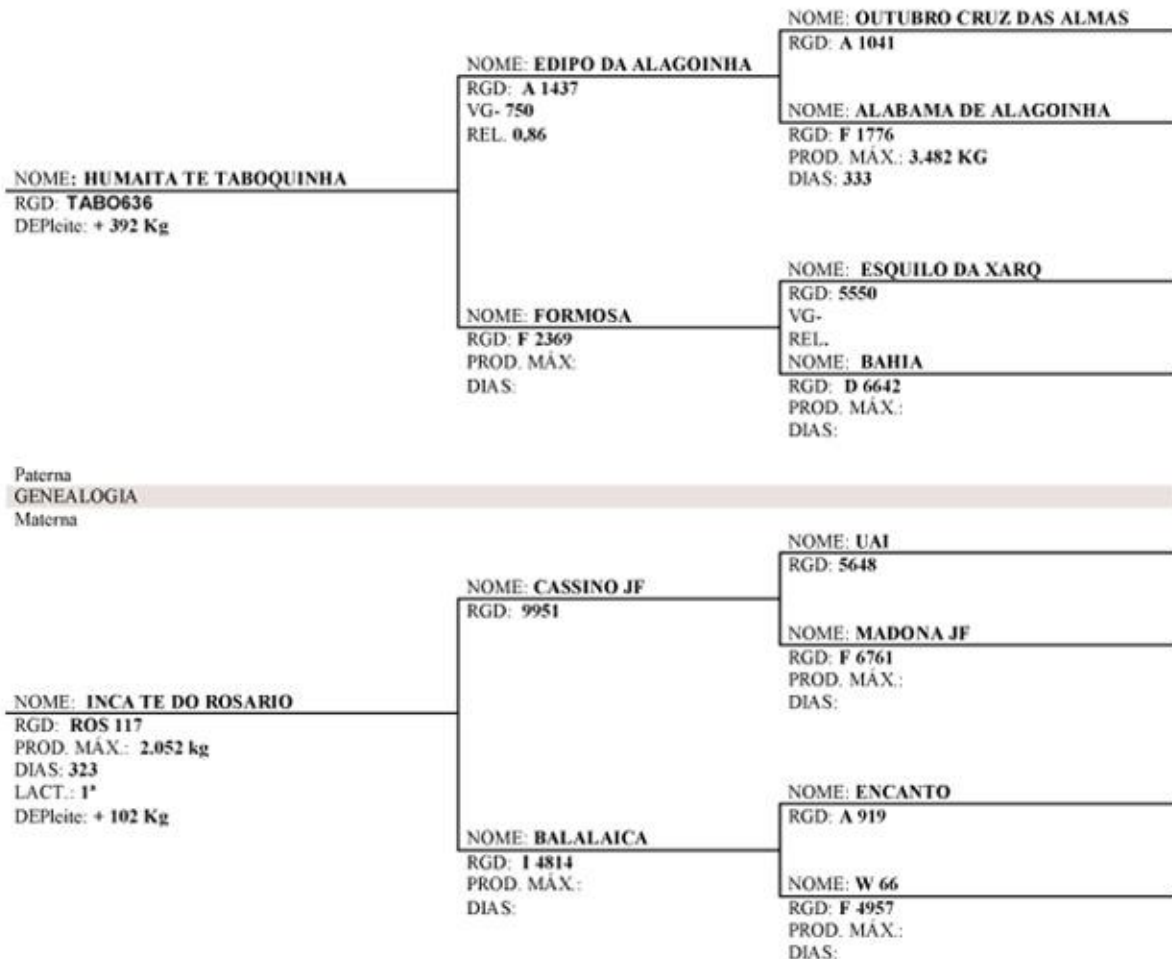 NOME: OUTUBRO CRUZ DAS ALMAS
RGD: A 1041
NOME: EDIPO DA ALAGOINHA
RGD: A 1437
VG- 750
REL. 0,86
NOME: ALABAMA DE ALAGOINHA
RGD: F 1776
PROD. MÁX.: 3.482 KG
DIAS: 333
NOME: HUMAITA TE TABOQUINHA
RGD: TABO636
DEPleite: + 392 Kg
NOME: ESQUILO DA XARQ
RGD: 5550
VG-
REL.
NOME: FORMOSA
RGD: F 2369
PROD. MÁX:
DIAS:
NOME: BAHIA
RGD: D 6642
PROD. MÁX.:
DIAS:
Paterna
GENEALOGIA
Materna
NOME: UAI
RGD: 5648
NOME: CASSINO JF
RGD: 9951
NOME: MADONA JF
RGD: F 6761
PROD. MÁX.:
DIAS:
NOME: INCA TE DO ROSARIO
RGD: ROS 117
PROD. MÁX.: 2.052 kg
DIAS: 323
LACT.: 1ª
DEPleite: + 102 Kg
NOME: ENCANTO
RGD: A 919
NOME: BALALAICA
RGD: I 4814
PROD. MÁX.:
DIAS:
NOME: W 66
RGD: F 4957
PROD. MÁX.:
DIAS: